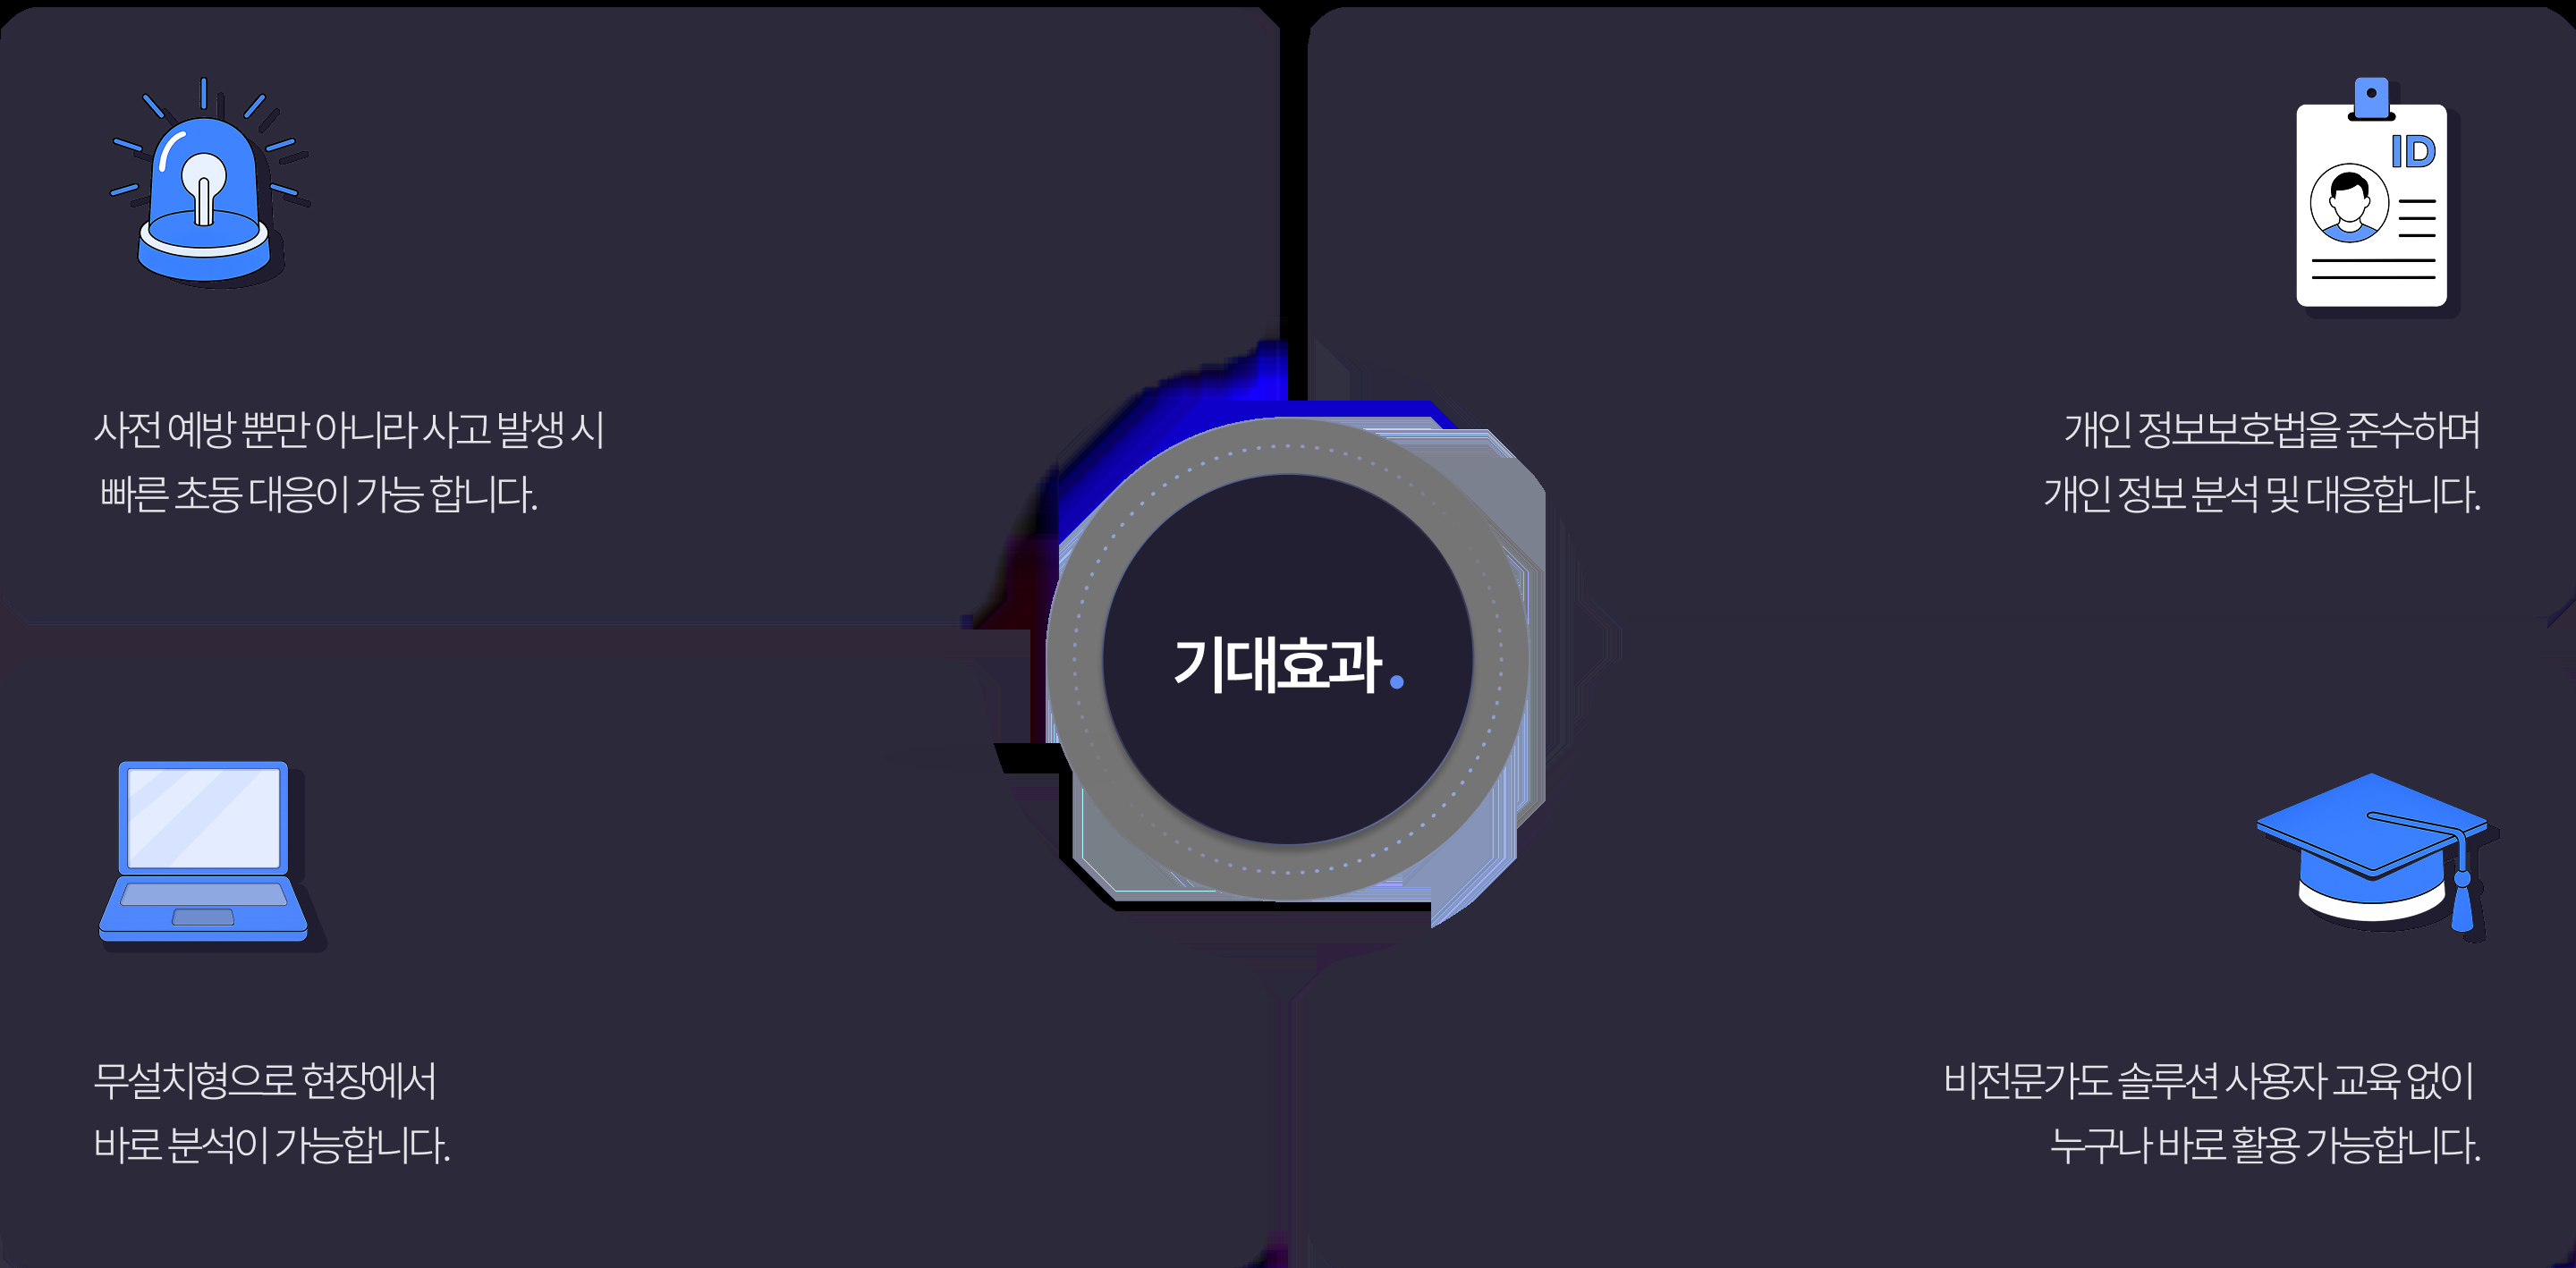 사전 예방 뿐만 아니라 사고 발생 시
빠른 초동 대응이 가능 합니다.
ID
개인 정보보호법을 준수하며
개인 정보 분석 및 대응합니다.
기대효과.
무설치형으로 현장에서
바로 분석이 가능합니다.
비전문가도 솔루션 사용자 교육 없이
누구나 바로 활용 가능합니다.